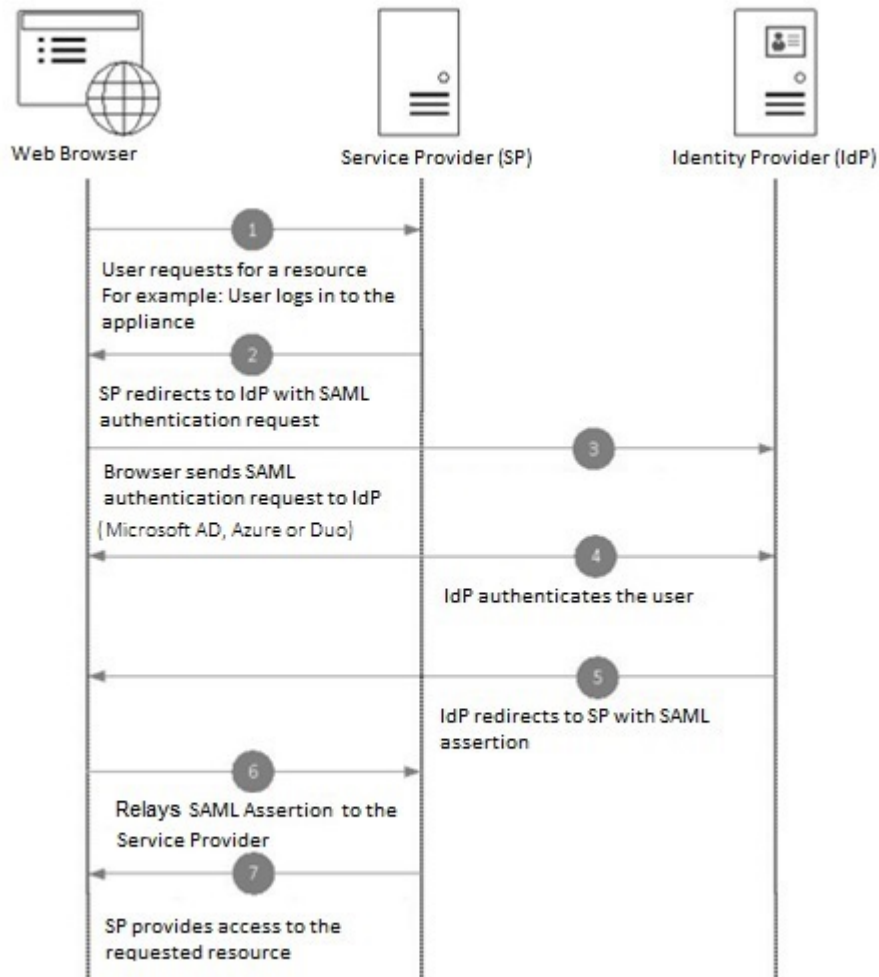 Web Browser
Service Provider (SP)
Identity Provider (IdP)
1
User requests for a resource
For example: User logs in to the
appliance
2
SP redirects to IdP with SAML
authentication request
3
Browser sends SAML
authentication request to IdP
(Microsoft AD, Azure or Duo)
4
IdP authenticates the user
5
IdP redirects to SP with SAML
assertion
6
Relays SAML Assertion to the
Service Provider
7
SP provides access to the
requested resource